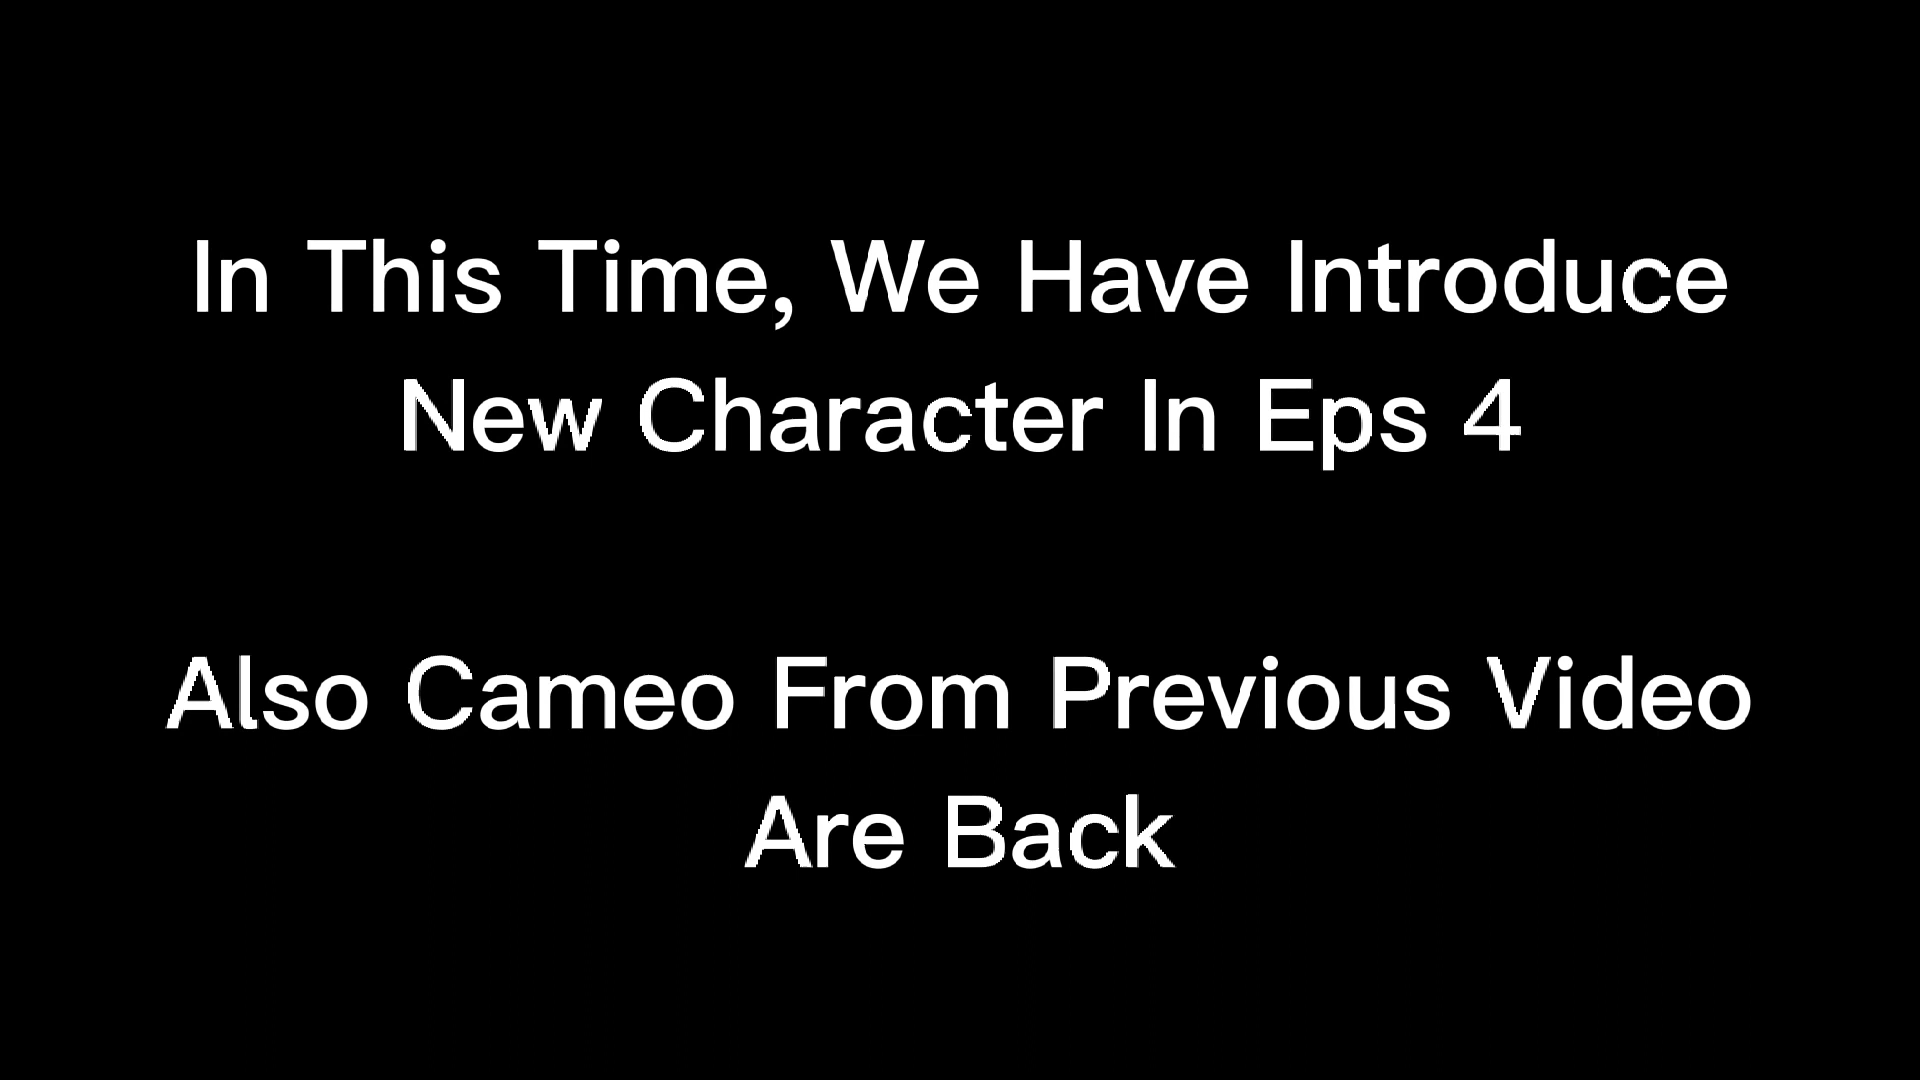 In This Time, We Have Introduce
New Character In Eps 4
Also Cameo From Previous Video
Are Back